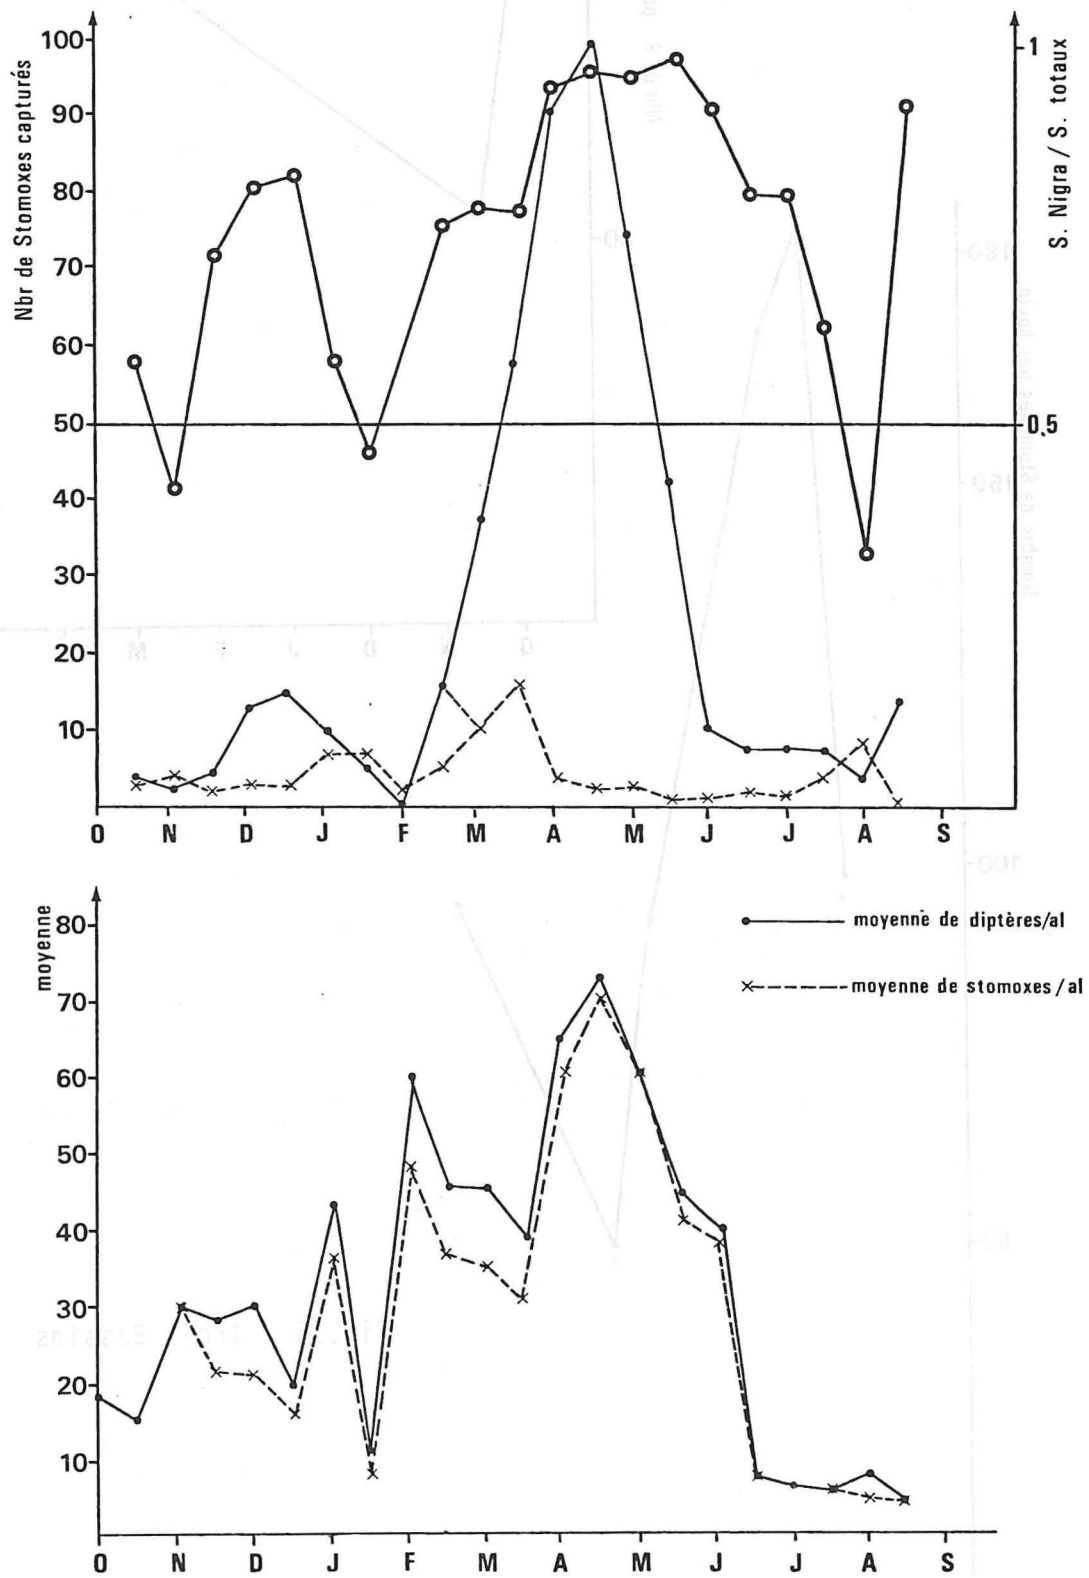 Nbr de Stomoxes capturés
100
90
80
70
60
50
40
30
20
10
1
0.5
S. Nigra / S. totaux
O N D J F M A M J J A S
moyenne
80
70
60
50
40
30
20
10
moyenne de diptères/al
moyenne de stomoxes/al
O N D J F M A M J J A S